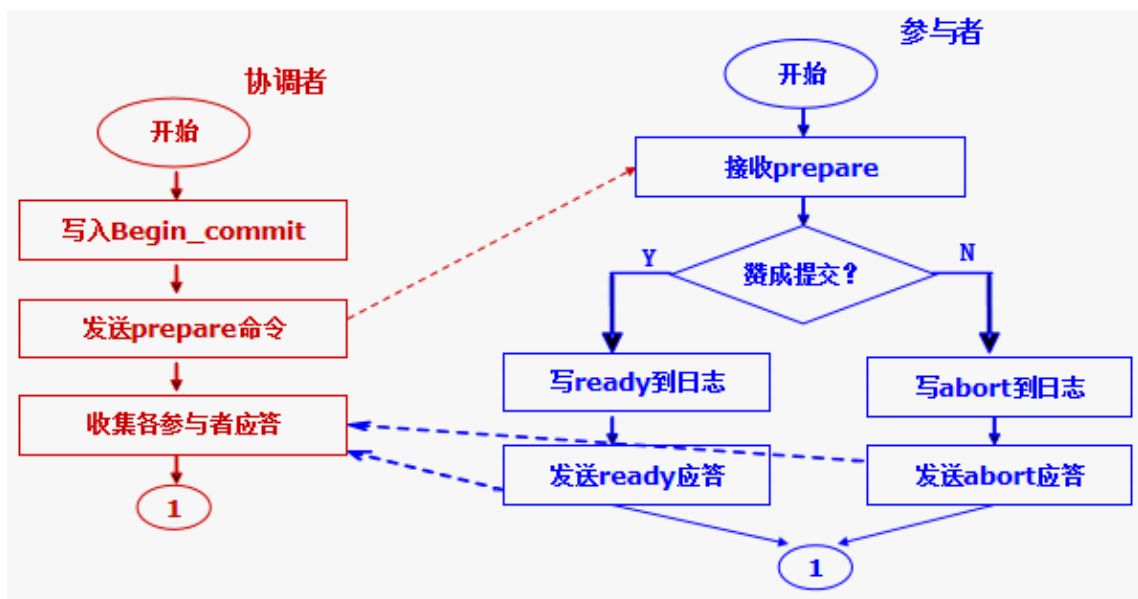 协调者
开始
写入Begin_commit
发送prepare命令
收集各参与者应答
1
参与者
开始
接收prepare
赞成提交?
Y
N
写ready到日志
写abort到日志
发送ready应答
发送abort应答
1